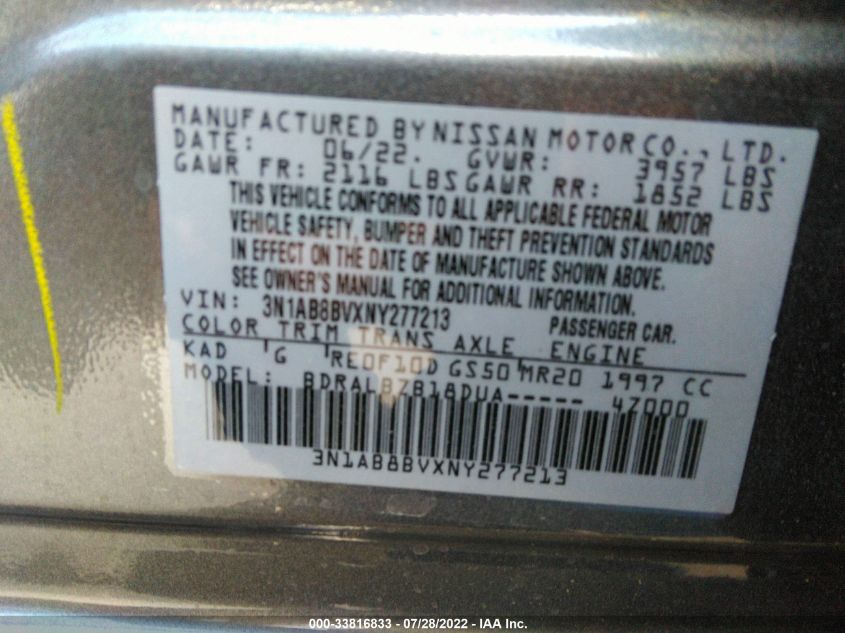 MANUFACTURED BY NISSAN MOTOR CO., LTD.
DATE: 06/22. GVWR: 3957 LBS
GAWR FR: 2116 LBS GAWR RR: 1852 LBS
THIS VEHICLE CONFORMS TO ALL APPLICABLE FEDERAL MOTOR
VEHICLE SAFETY, BUMPER AND THEFT PREVENTION STANDARDS
IN EFFECT ON THE DATE OF MANUFACTURE SHOWN ABOVE.
SEE OWNER'S MANUAL FOR ADDITIONAL INFORMATION.
VIN: 3N1AB8BVXNY277213 PASSENGER CAR.
COLOR TRIM TRANS AXLE ENGINE
KAD G RE0F10D GS50 MR20 1997 CC
MODEL: BDRALBZB18DUA----- 4Z000
3N1AB8BVXNY277213
000-33816833 - 07/28/2022 - IAA Inc.